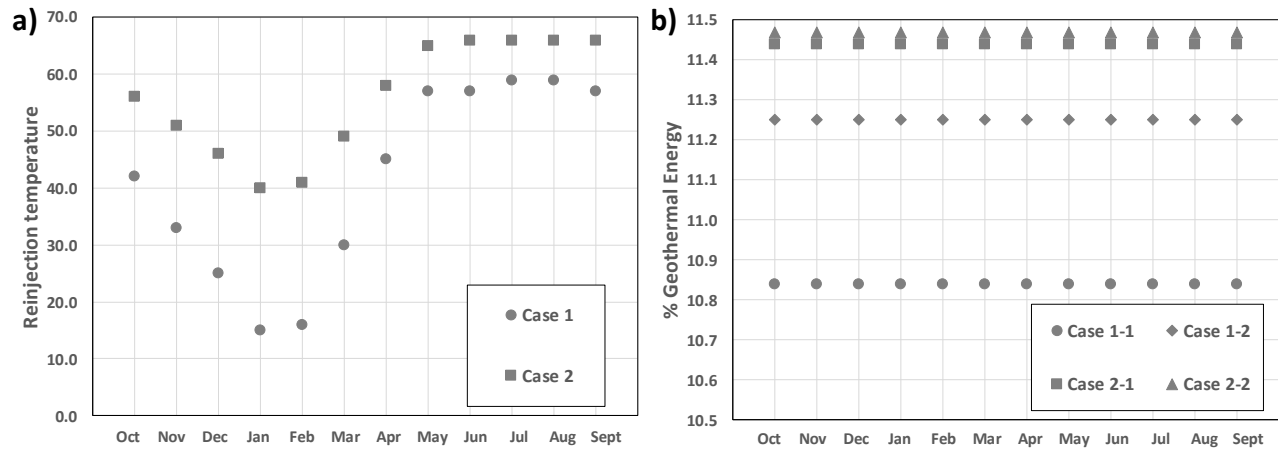 a)
Reinjection temperature
70.0
60.0
50.0
40.0
30.0
20.0
10.0
0.0
Oct Nov Dec Jan Feb Mar Apr May Jun Jul Aug Sept
Case 1
Case 2
b)
% Geothermal Energy
11.5
11.4
11.3
11.2
11.1
11.0
10.9
10.8
10.7
10.6
10.5
Oct Nov Dec Jan Feb Mar Apr May Jun Jul Aug Sept
Case 1-1 Case 1-2
Case 2-1 Case 2-2